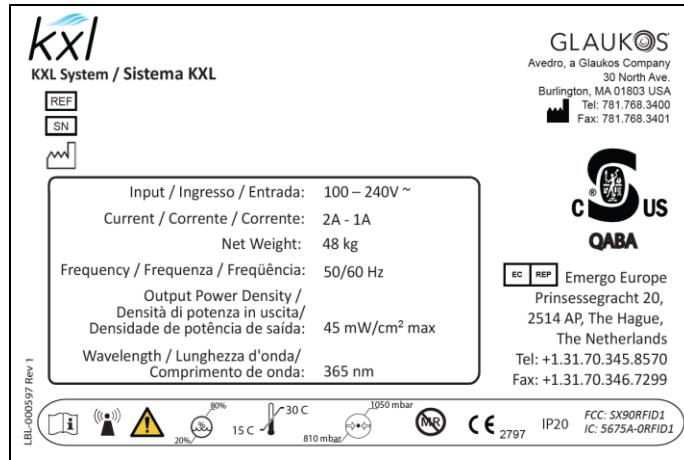 kxl
KXL System / Sistema KXL
REF
SN
GLAUKOS
Avedro, a Glaukos Company
30 North Ave.
Burlington, MA 01803 USA
Tel: 781.768.3400
Fax: 781.768.3401
Input / Ingresso / Entrada: 100 – 240V ~
Current / Corrente / Corrente: 2A - 1A
Net Weight: 48 kg
Frequency / Frequenza / Freqüência: 50/60 Hz
Output Power Density /
Densità di potenza in uscita/
Densidade de potência de saída: 45 mW/cm² max
Wavelength / Lunghezza d'onda/
Comprimento de onda: 365 nm
®
C US
QABA
EC REP Emergo Europe
Prinsessegracht 20,
2514 AP, The Hague,
The Netherlands
Tel: +1.31.70.345.8570
Fax: +1.31.70.346.7299
LBL-000597 Rev 1
i
20% % 80%
15 C 30 C
810 mbar 1050 mbar
MR
CE 2797
IP20
FCC: SX90RFID1
IC: 5675A-0RFID1